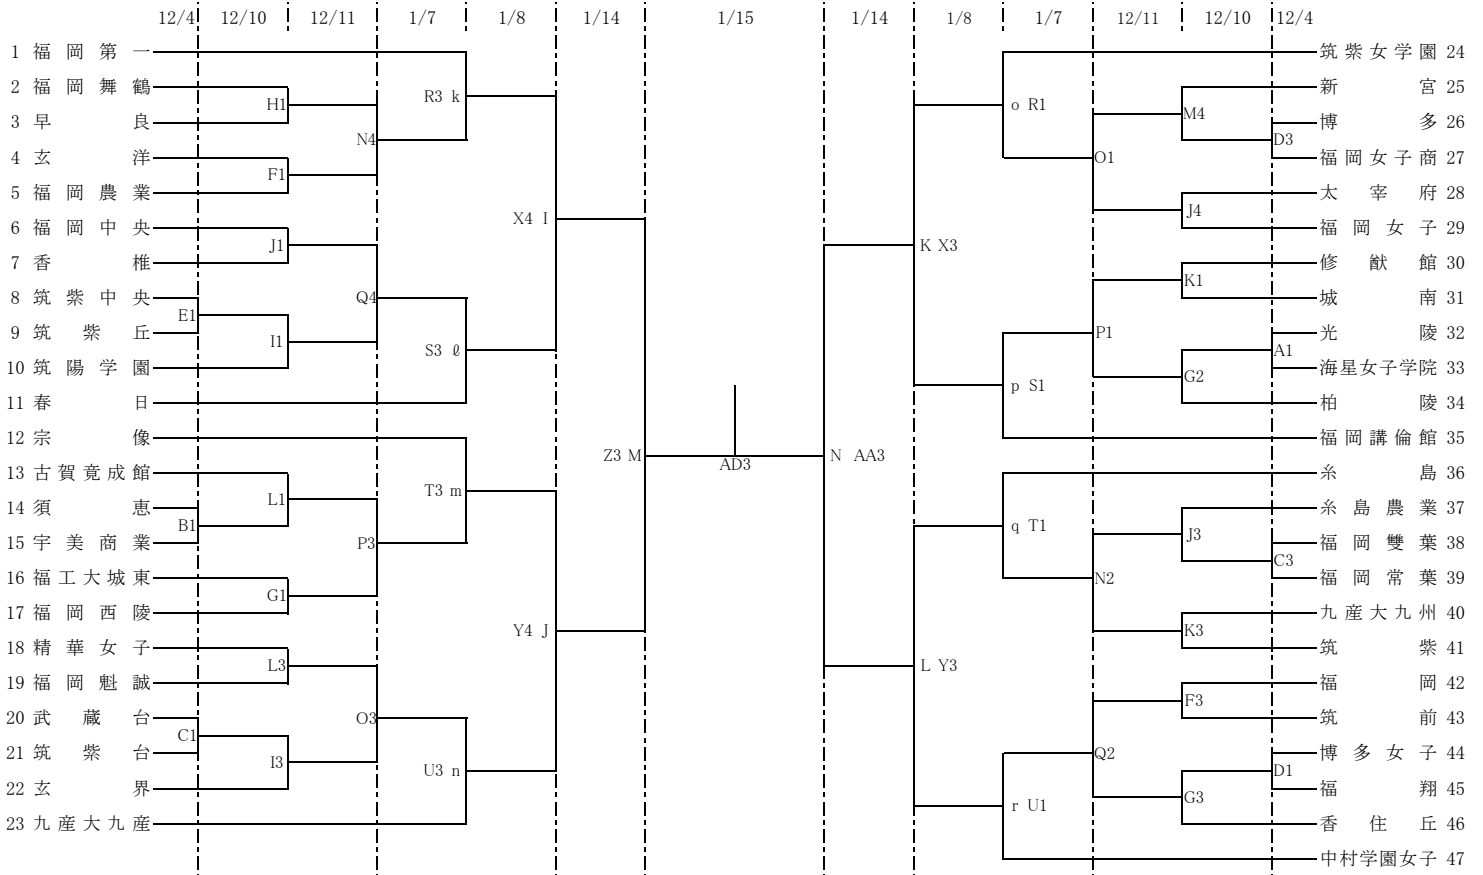 12/4 12/10 12/11 1/7 1/8 1/14 1/15 1/14 1/8 1/7 12/11 12/10 12/4
1 福岡第一
2 福岡舞鶴
3 早良
4 玄洋
5 福岡農業
6 福岡中央
7 香椎
8 筑紫中央
9 筑紫丘
10 筑陽学園
11 春日
12 宗像
13 古賀竟成館
14 須恵
15 宇美商業
16 福工大城東
17 福岡西陵
18 精華女子
19 福岡魁誠
20 武蔵台
21 筑紫台
22 玄界
23 九産大九産
E1
B1
C1
H1
F1
J1
I1
L1
G1
L3
I3
N4
Q4
P3
O3
R3 k
S3 ℓ
T3 m
U3 n
X4 I
Y4 J
Z3 M
AD3
N AA3
K X3
L Y3
o R1
p S1
q T1
r U1
O1
P1
N2
Q2
M4
J4
K1
G2
J3
K3
F3
G3
D3
A1
C3
D1
筑紫女学園 24
新宮 25
博多 26
福岡女子商 27
太宰府 28
福岡女子 29
修猷館 30
城南 31
光陵 32
海星女子学院 33
柏陵 34
福岡講倫館 35
糸島 36
糸島農業 37
福岡雙葉 38
福岡常葉 39
九産大九州 40
筑紫 41
福岡 42
筑前 43
博多女子 44
福翔 45
香住丘 46
中村学園女子 47